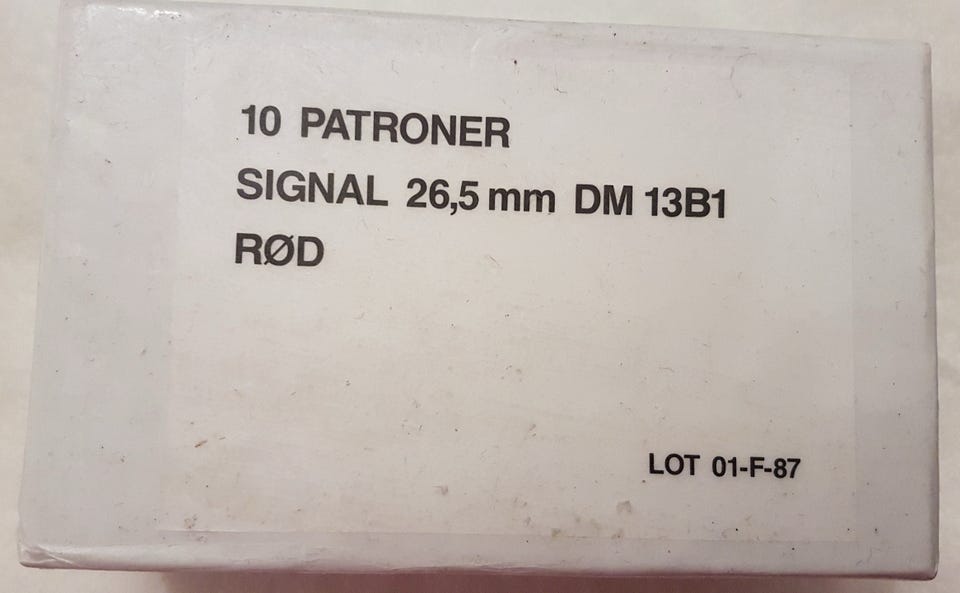 10 PATRONER
SIGNAL 26,5 mm DM 13B1
RØD
LOT 01-F-87